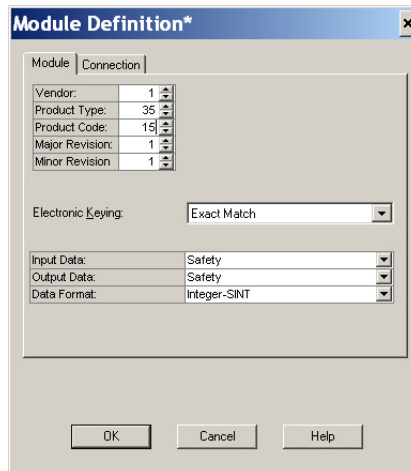 Module Definition*
Module Connection
Vendor: 1
Product Type: 35
Product Code: 15
Major Revision: 1
Minor Revision 1
Electronic Keying: Exact Match
Input Data: Safety
Output Data: Safety
Data Format: Integer-SINT
OK Cancel Help